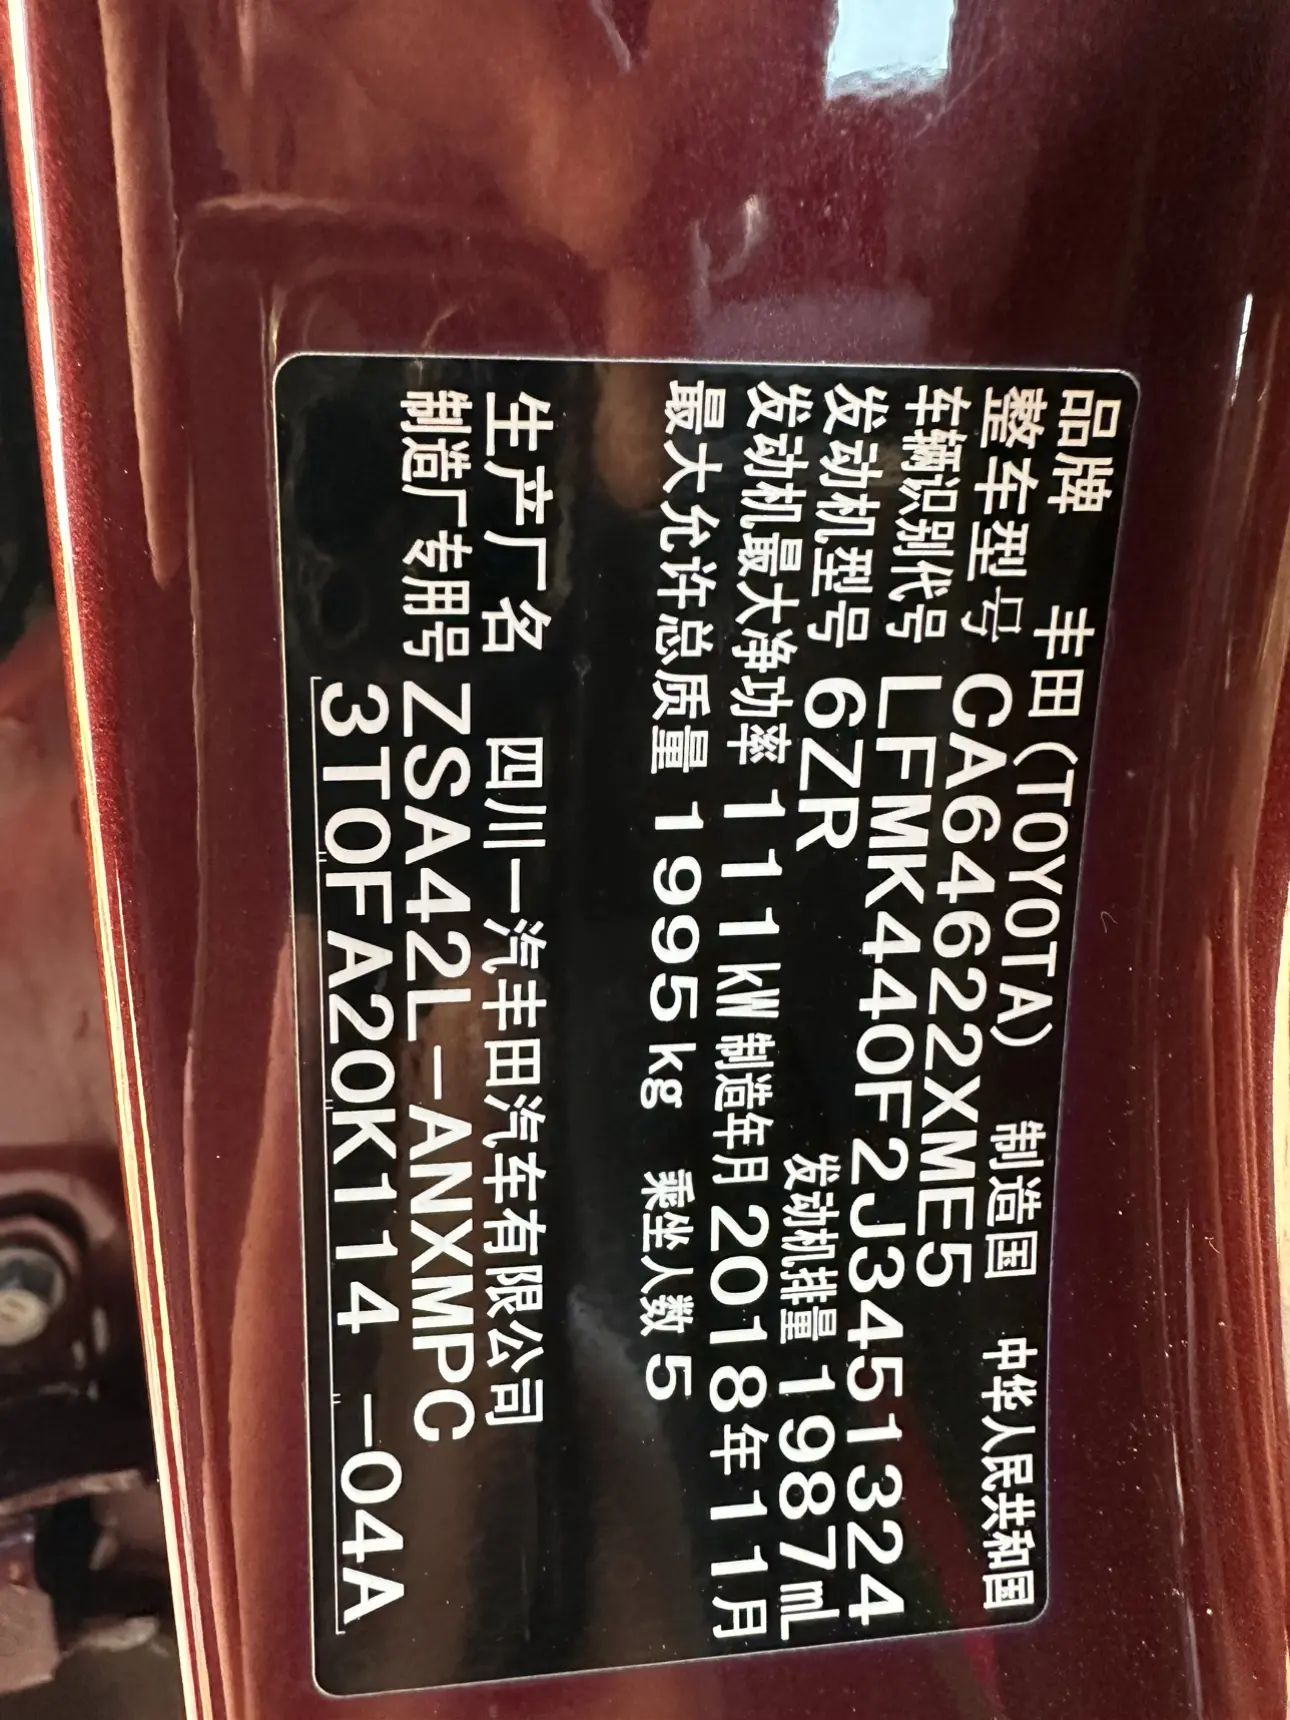 品牌 丰田(TOYOTA) 制造国 中华人民共和国
整车型号 CA64622XME5
车辆识别代号 LFMK440F2J3451324
发动机型号 6ZR 发动机排量 1987mL
发动机最大净功率 111kW 制造年月 2018年11月
最大允许总质量 1995kg 乘坐人数 5
生产厂名 四川一汽丰田汽车有限公司
制造厂专用号 ZSA42L-ANXMPC
3T0FA20K114 -04A